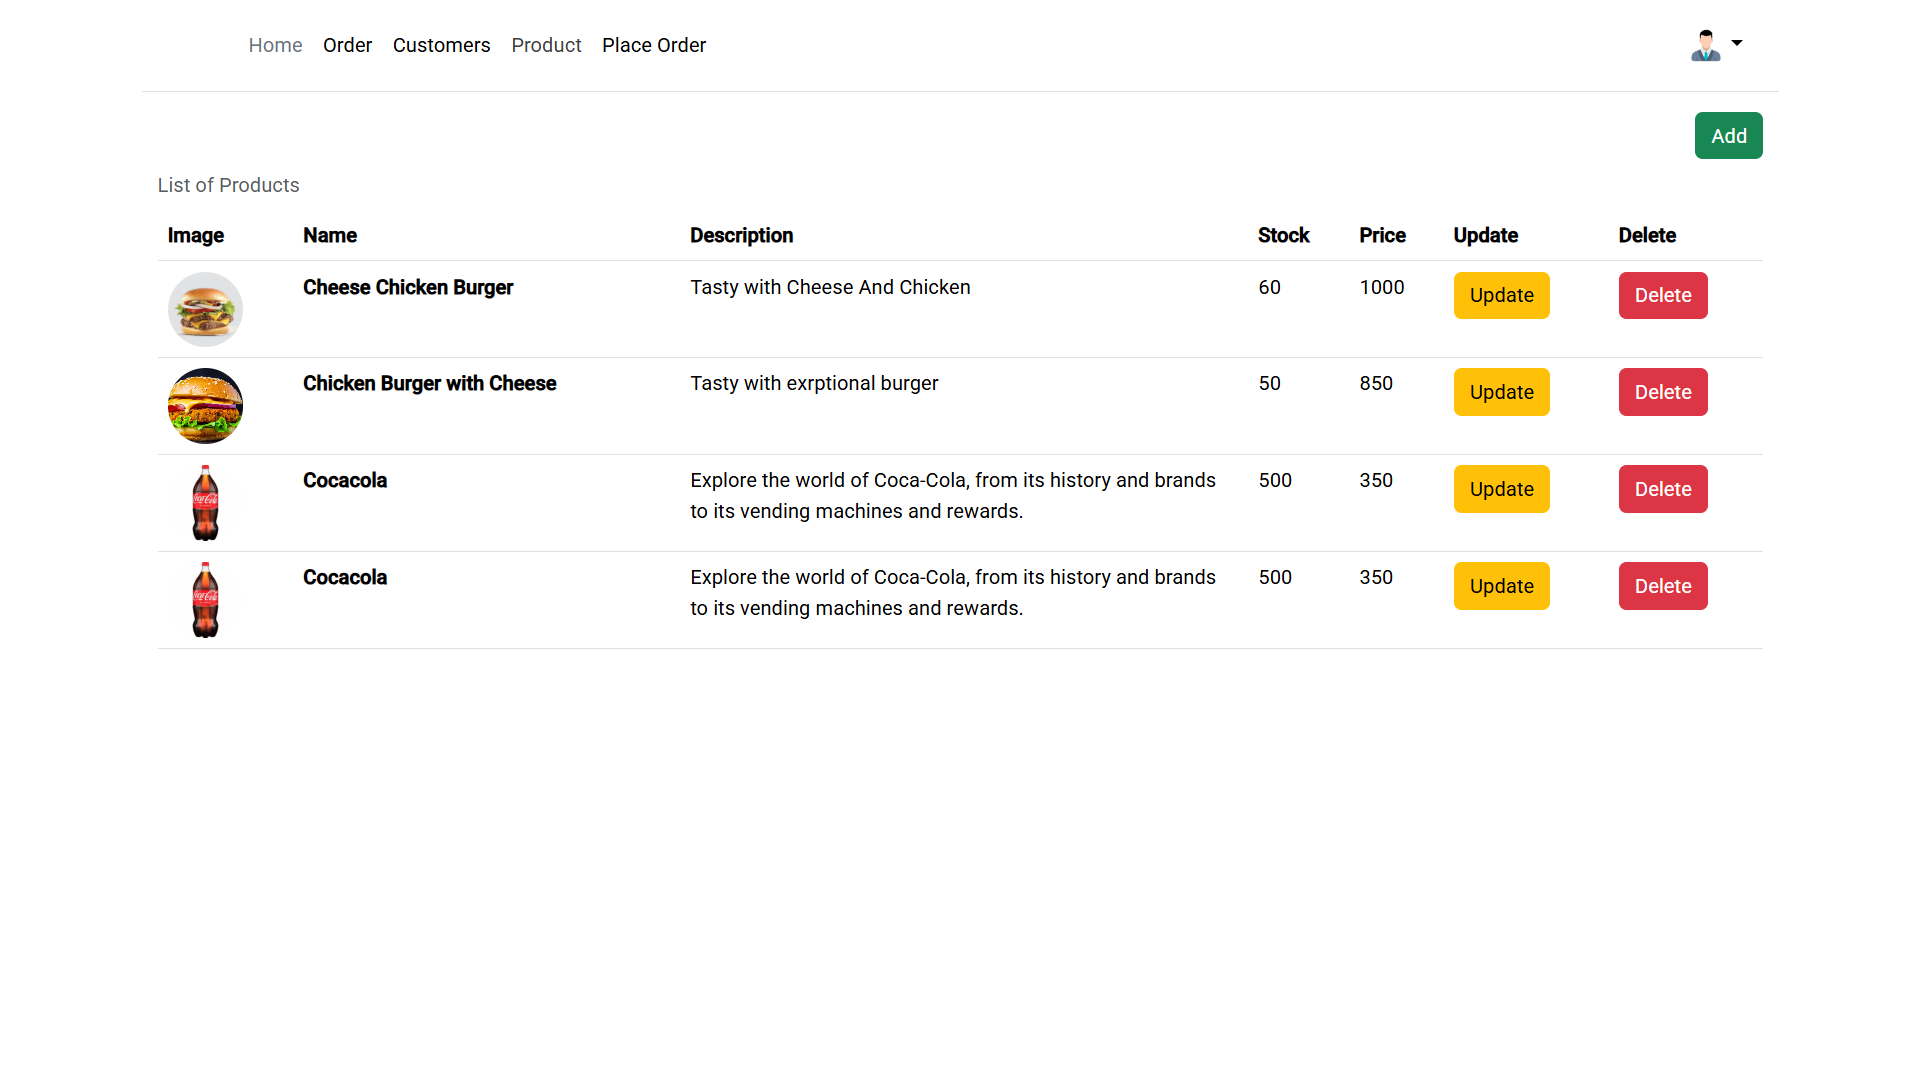 Home Order Customers Product Place Order
Add
List of Products
Image Name Description Stock Price Update Delete
Cheese Chicken Burger Tasty with Cheese And Chicken 60 1000 Update Delete
Chicken Burger with Cheese Tasty with exrptional burger 50 850 Update Delete
Cocacola Explore the world of Coca-Cola, from its history and brands 500 350 Update Delete
to its vending machines and rewards.
Coca-Cola
Cocacola Explore the world of Coca-Cola, from its history and brands 500 350 Update Delete
to its vending machines and rewards.
Coca-Cola